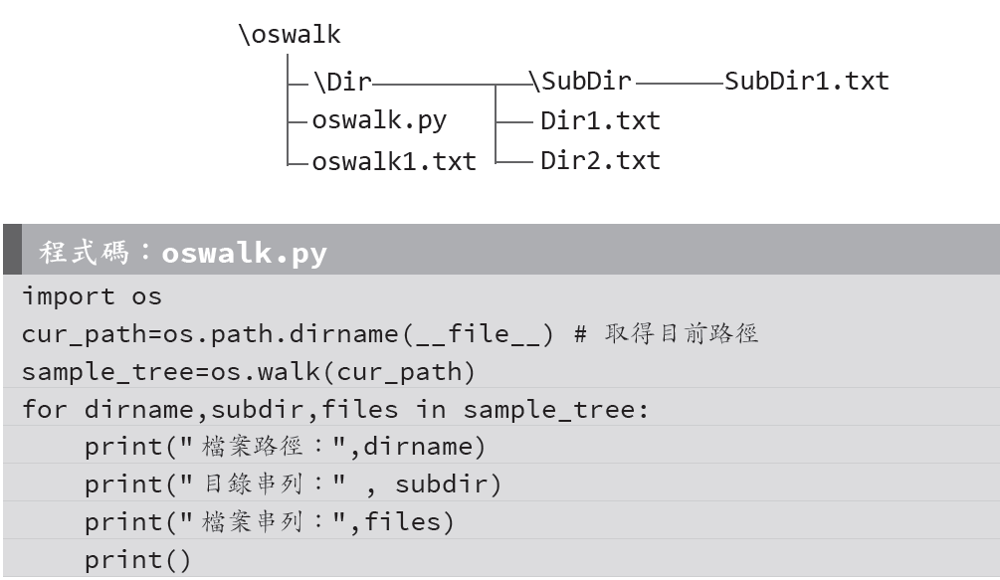 \oswalk
\Dir \SubDir SubDir1.txt
oswalk.py Dir1.txt
oswalk1.txt Dir2.txt
程式碼：oswalk.py
import os
cur_path=os.path.dirname(__file__) # 取得目前路徑
sample_tree=os.walk(cur_path)
for dirname,subdir,files in sample_tree:
    print("檔案路徑：",dirname)
    print("目錄串列：" , subdir)
    print("檔案串列：",files)
    print()